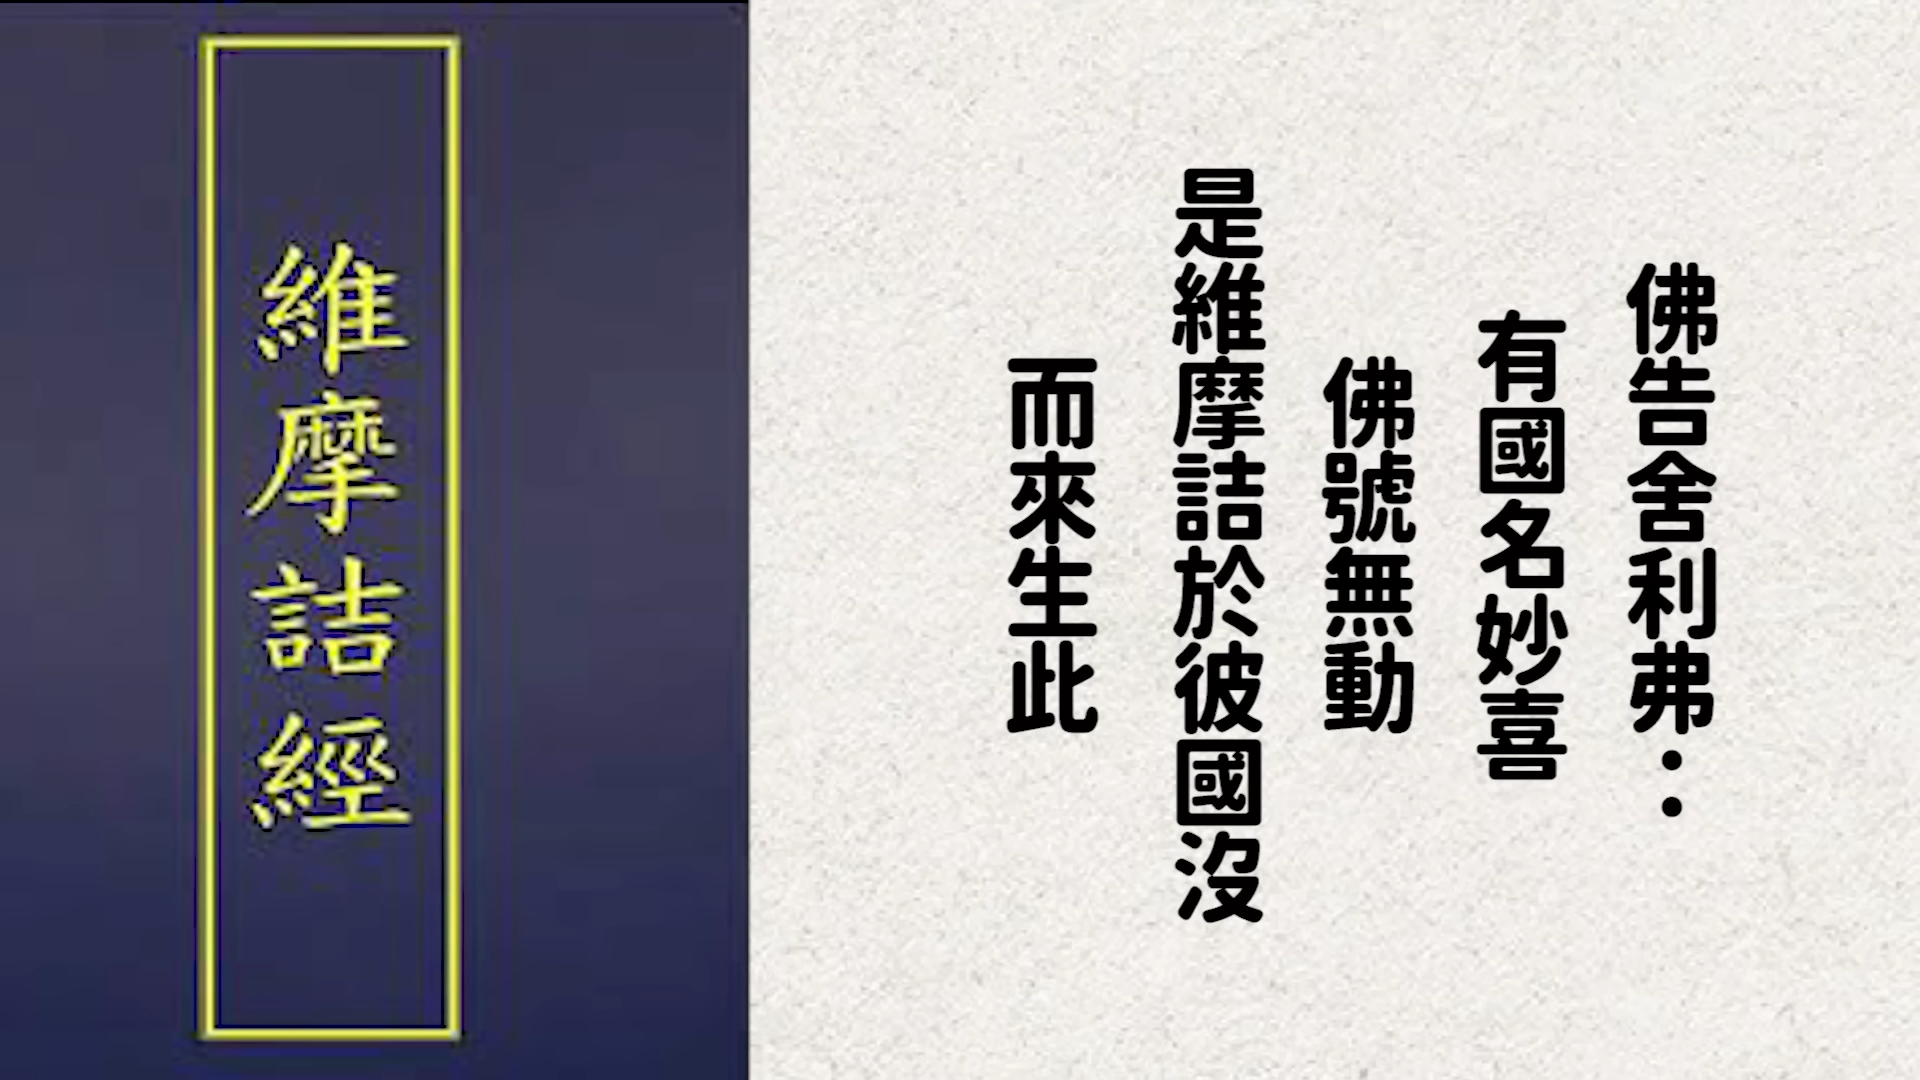 維摩詰經
佛告舍利弗：
有國名妙喜
佛號無動
是維摩詰於彼國沒
而來生此